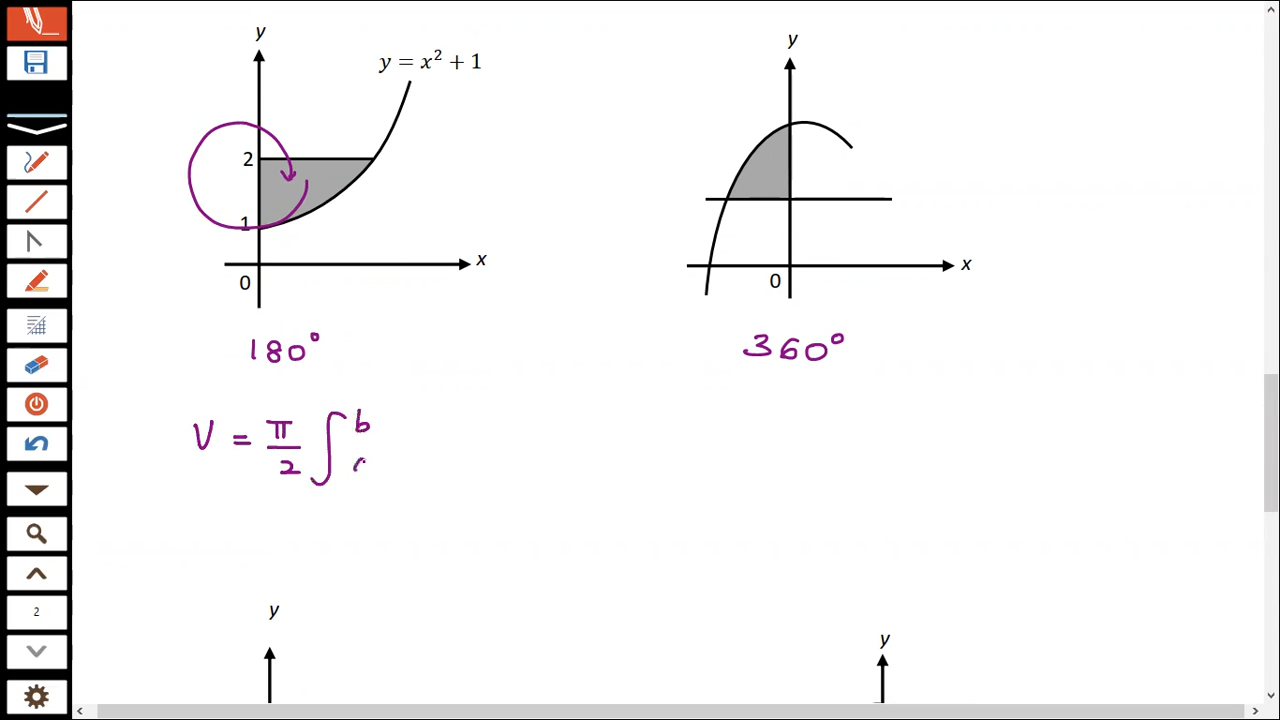 y
y = x² + 1
2
1
0
x
180°
V = π/2 ∫ b
y
0
x
360°
y
y
2